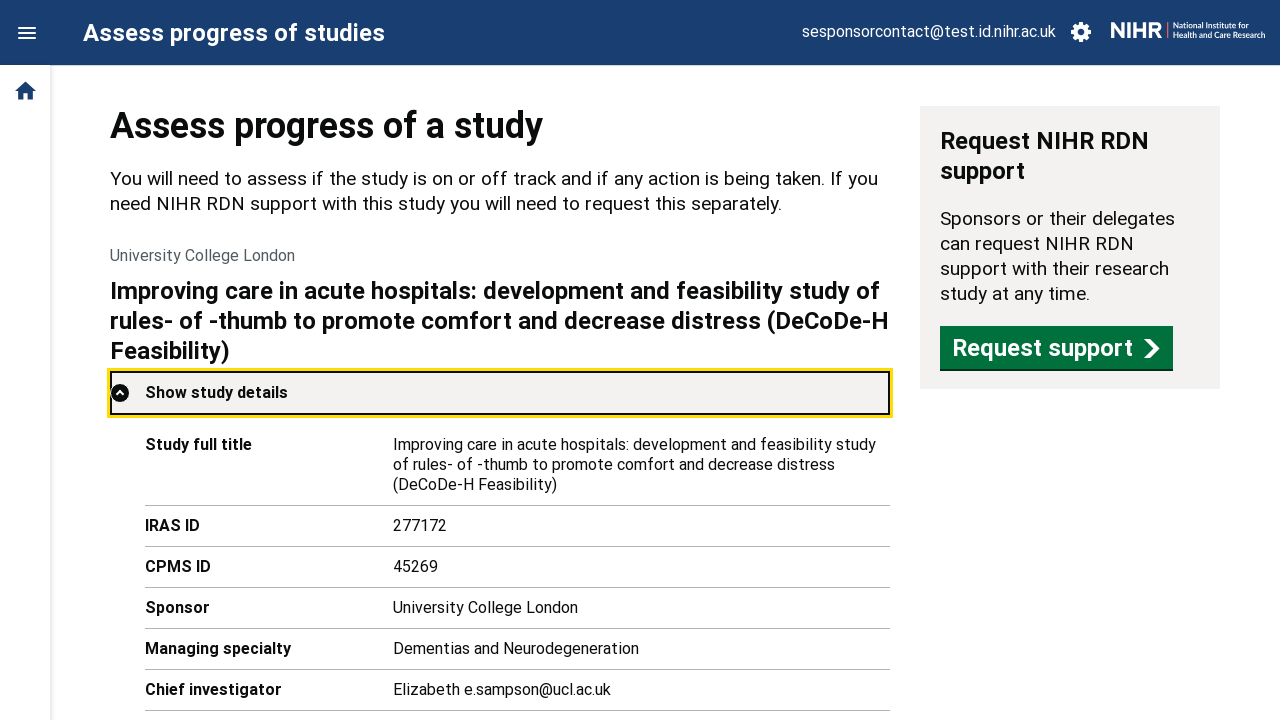 Assess progress of studies
sesponsorcontact@test.id.nihr.ac.uk
NIHR | National Institute for
Health and Care Research
Assess progress of a study
You will need to assess if the study is on or off track and if any action is being taken. If you
need NIHR RDN support with this study you will need to request this separately.
University College London
Improving care in acute hospitals: development and feasibility study of
rules- of -thumb to promote comfort and decrease distress (DeCoDe-H
Feasibility)
Show study details
Study full title
Improving care in acute hospitals: development and feasibility study
of rules- of -thumb to promote comfort and decrease distress
(DeCoDe-H Feasibility)
IRAS ID
277172
CPMS ID
45269
Sponsor
University College London
Managing specialty
Dementias and Neurodegeneration
Chief investigator
Elizabeth e.sampson@ucl.ac.uk
Request NIHR RDN
support
Sponsors or their delegates
can request NIHR RDN
support with their research
study at any time.
Request support